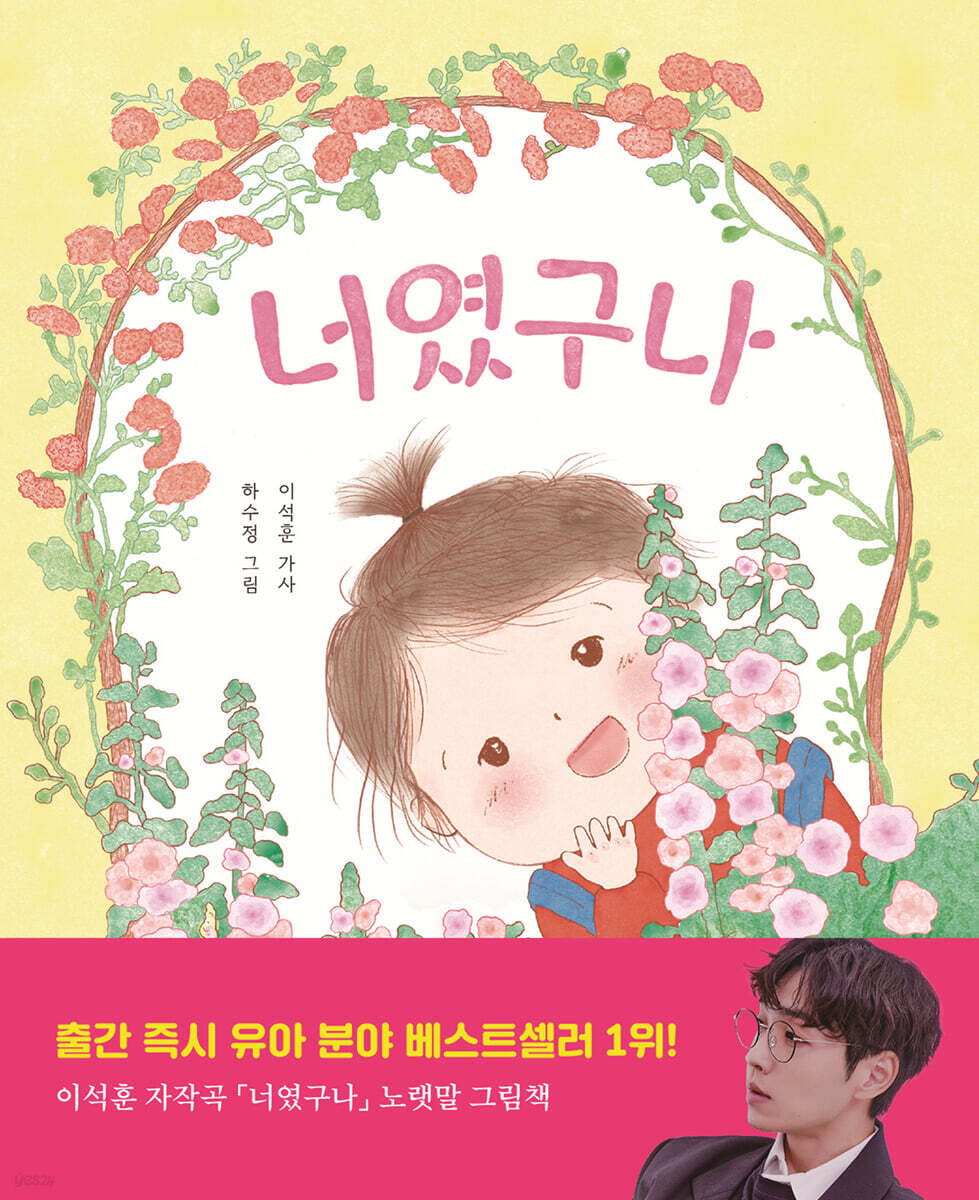 너였구나
이석훈 가사
하수정 그림
출간 즉시 유아 분야 베스트셀러 1위!
이석훈 자작곡 「너였구나」 노랫말 그림책
yes24